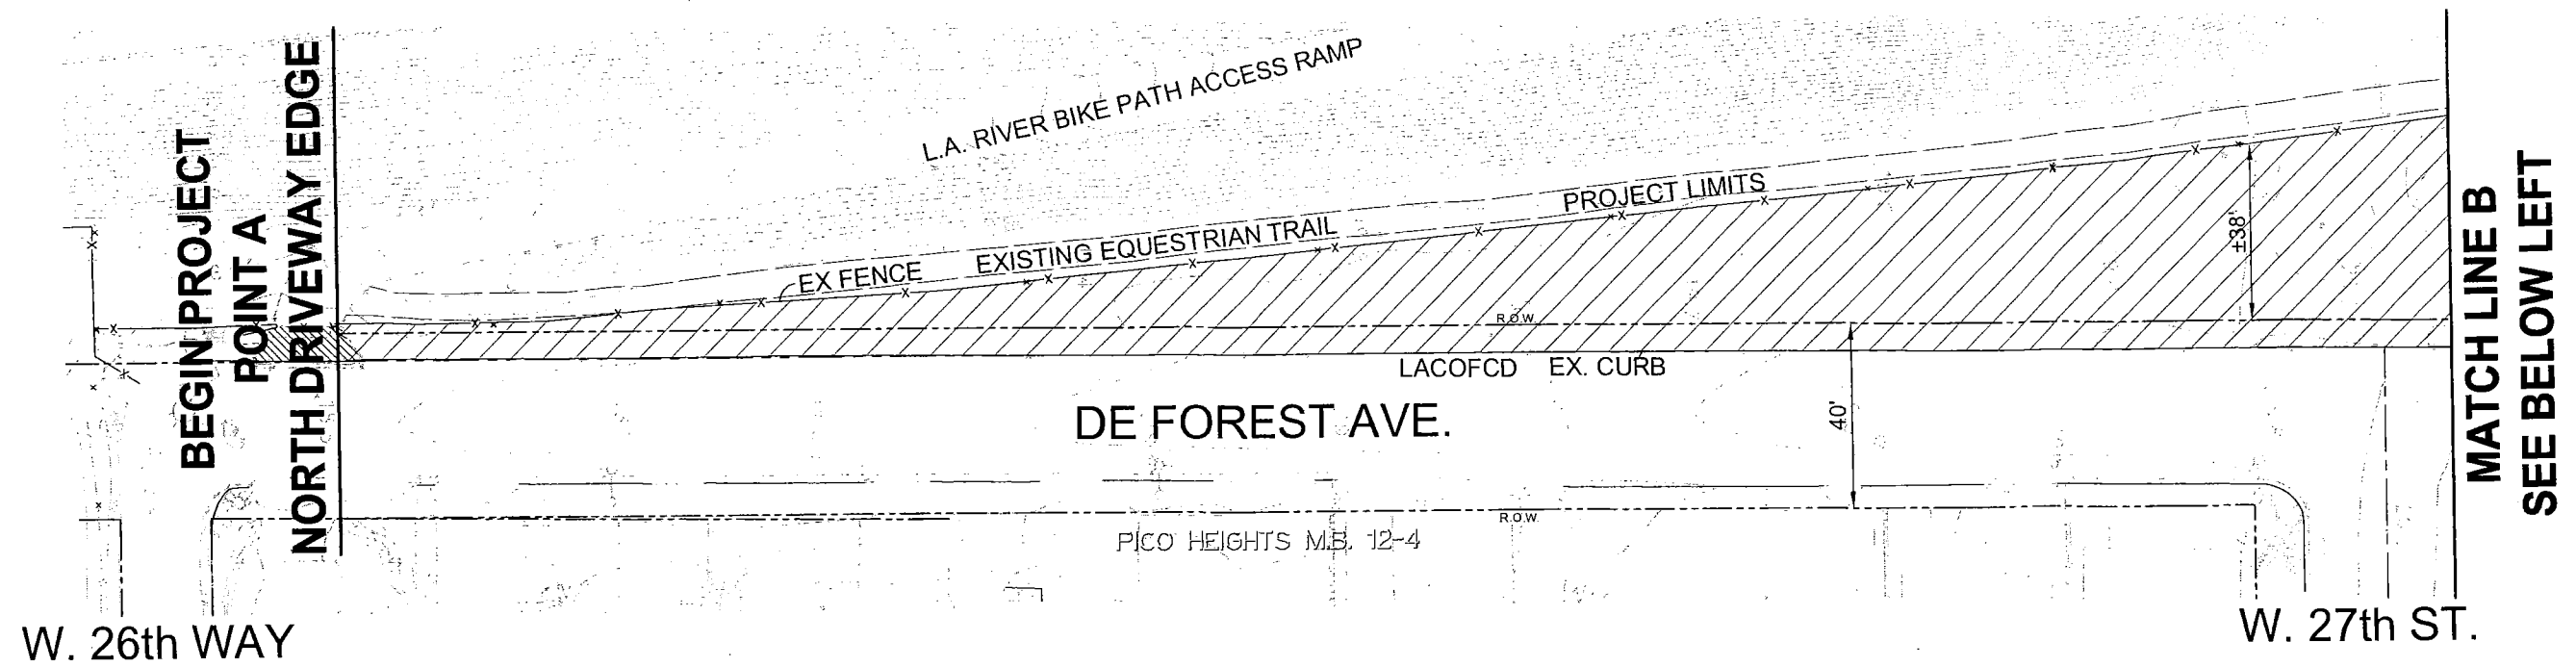 BEGIN PROJECT
POINT A
NORTH DRIVEWAY EDGE
L.A. RIVER BIKE PATH ACCESS RAMP
PROJECT LIMITS
EXISTING EQUESTRIAN TRAIL
EX FENCE
±38'
R.O.W.
LACOFCD EX. CURB
DE FOREST AVE.
40'
R.O.W.
PICO HEIGHTS M.B. 12-4
W. 26th WAY
W. 27th ST.
MATCH LINE B
SEE BELOW LEFT